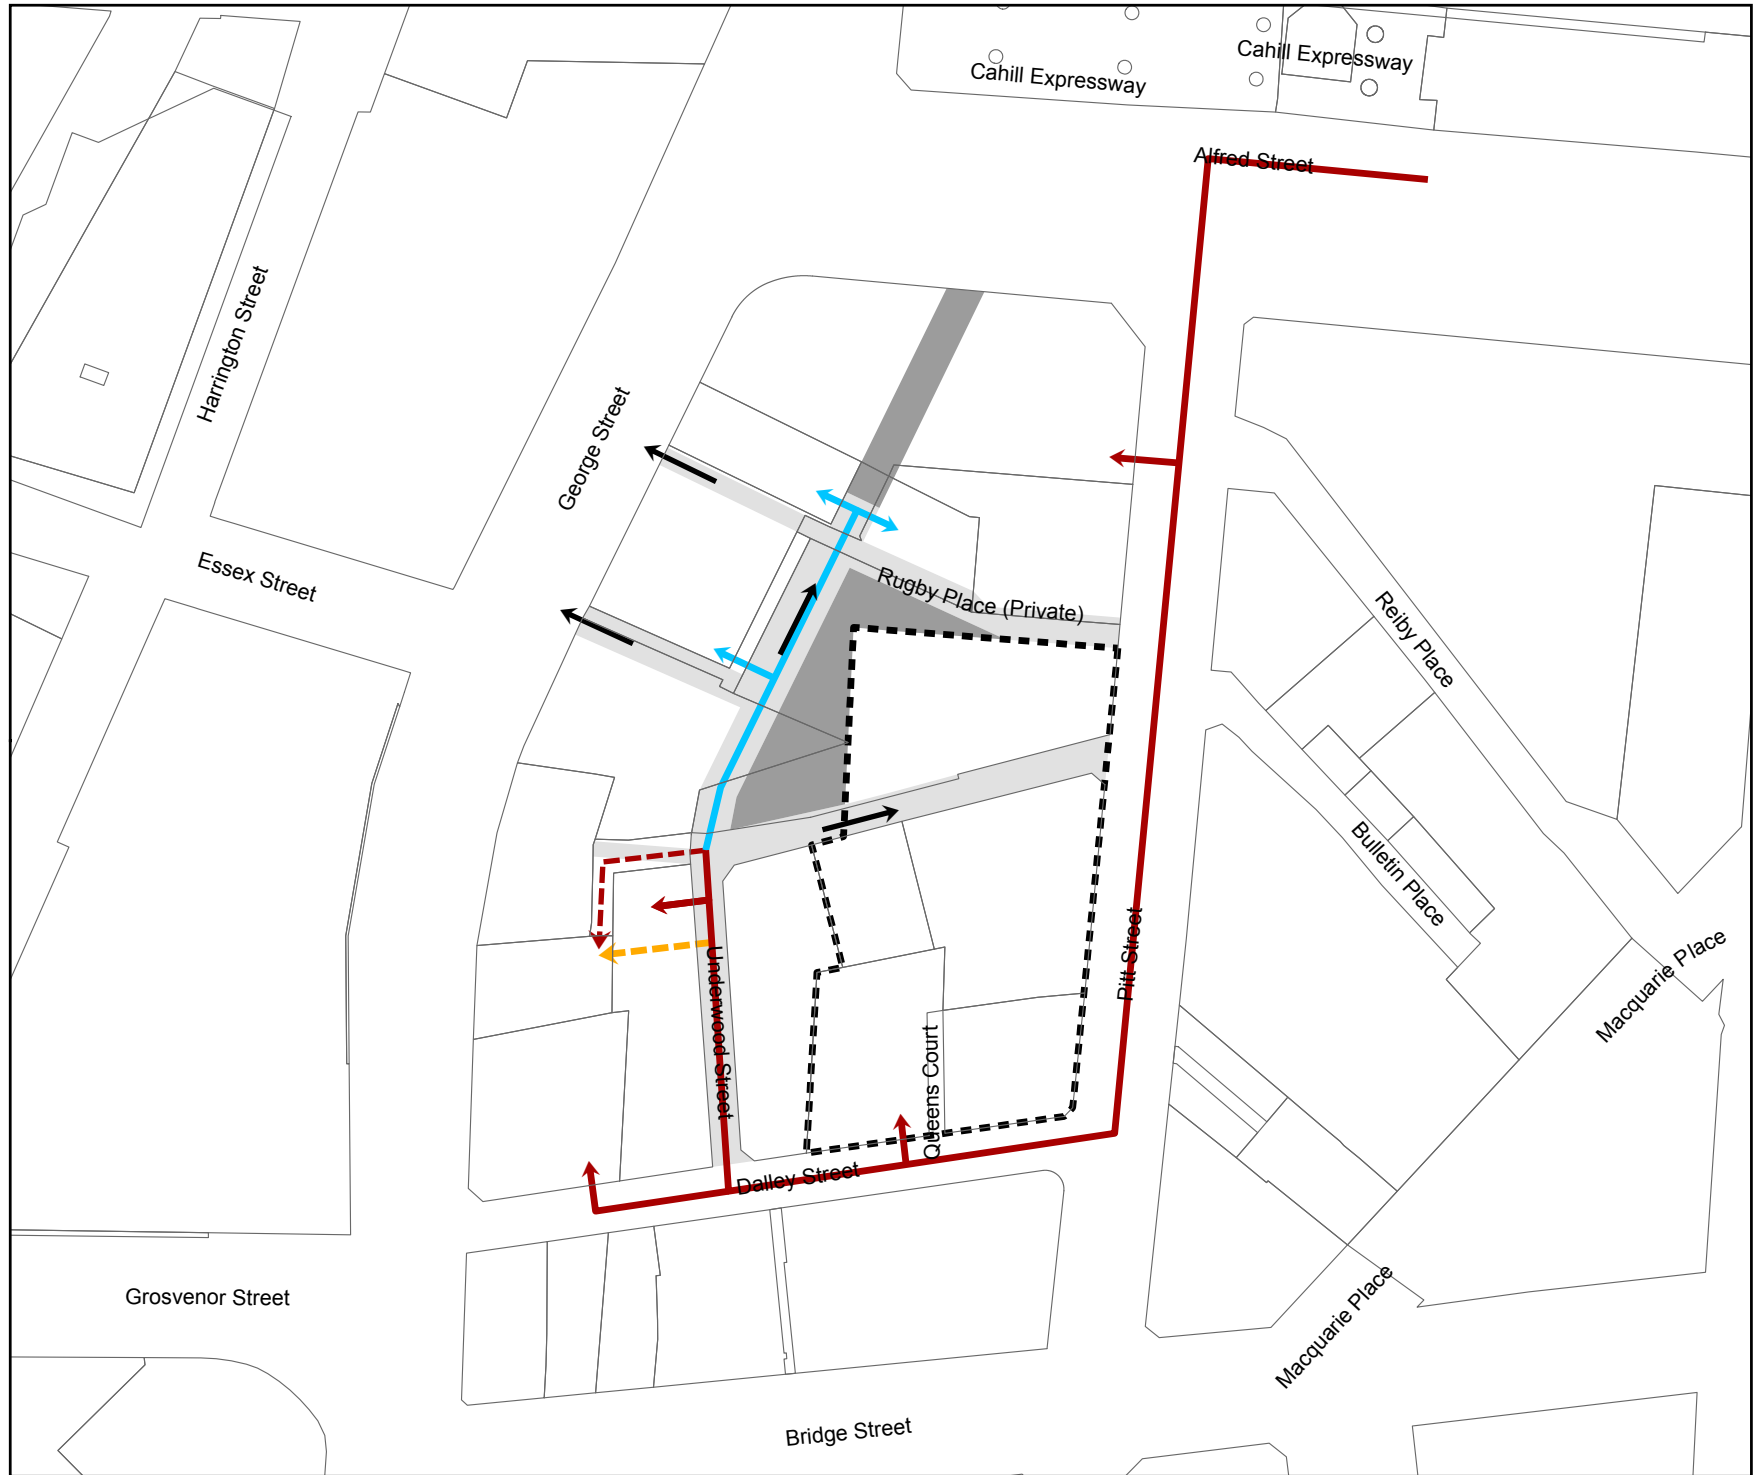 Cahill Expressway
Cahill Expressway
Alfred Street
Harrington Street
George Street
Essex Street
Rugby Place (Private)
Reiby Place
Bulletin Place
Pitt Street
Macquarie Place
Underwood Street
Queens Court
Dalley Street
Grosvenor Street
Macquarie Place
Bridge Street